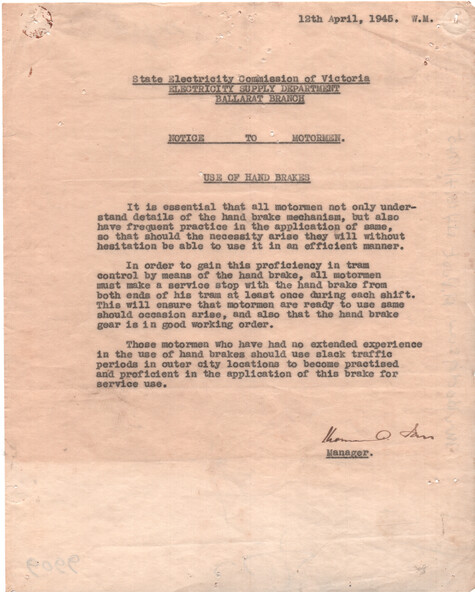 12th April, 1945. W.M.
State Electricity Commission of Victoria
ELECTRICITY SUPPLY DEPARTMENT
BALLARAT BRANCH
NOTICE TO MOTORMEN.
USE OF HAND BRAKES
It is essential that all motormen not only under-
stand details of the hand brake mechanism, but also
have frequent practice in the application of same,
so that should the necessity arise they will without
hesitation be able to use it in an efficient manner.
In order to gain this proficiency in tram
control by means of the hand brake, all motormen
must make a service stop with the hand brake from
both ends of his tram at least once during each shift.
This will ensure that motormen are ready to use same
should occasion arise, and also that the hand brake
gear is in good working order.
Those motormen who have had no extended experience
in the use of hand brakes should use slack traffic
periods in outer city locations to become practised
and proficient in the application of this brake for
service use.
Manager.